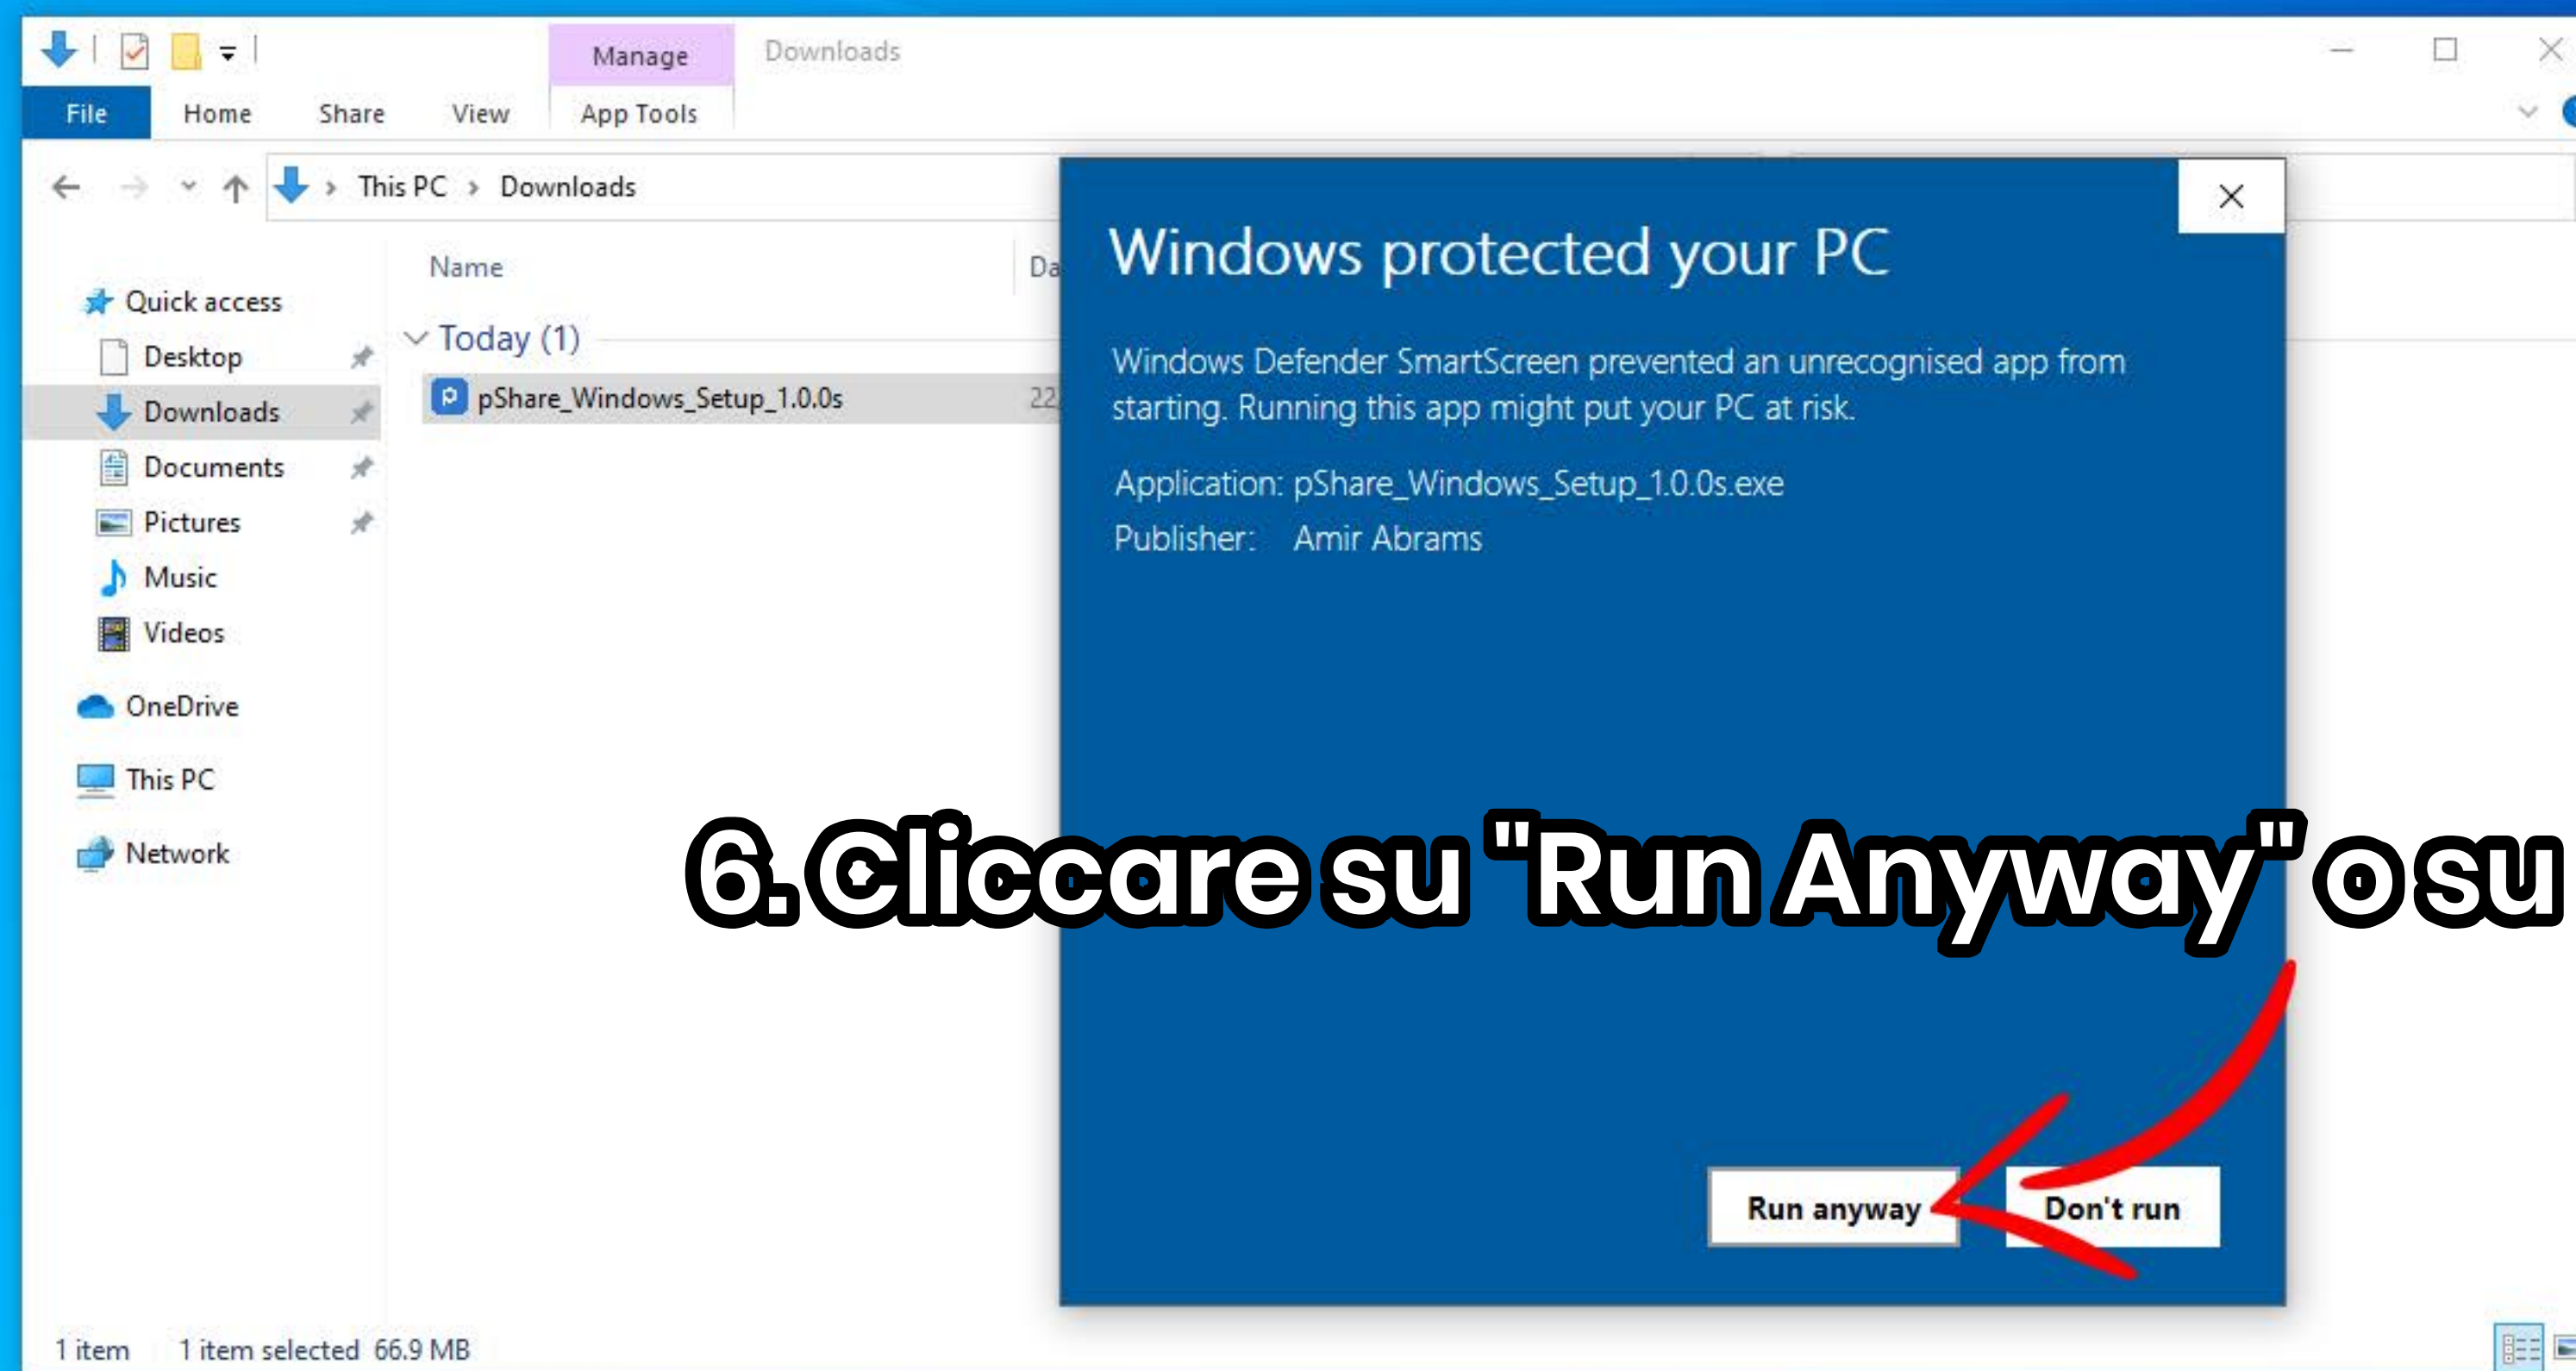 Manage
Downloads
File
Home
Share
View
App Tools
This PC > Downloads
Name
Da
Quick access
Desktop
Downloads
Documents
Pictures
Music
Videos
OneDrive
This PC
Network
Today (1)
pShare_Windows_Setup_1.0.0s
22
Windows protected your PC
Windows Defender SmartScreen prevented an unrecognised app from
starting. Running this app might put your PC at risk.
Application: pShare_Windows_Setup_1.0.0s.exe
Publisher: Amir Abrams
6. Cliccare su "Run Anyway" o su
Run anyway
Don't run
1 item
1 item selected 66.9 MB